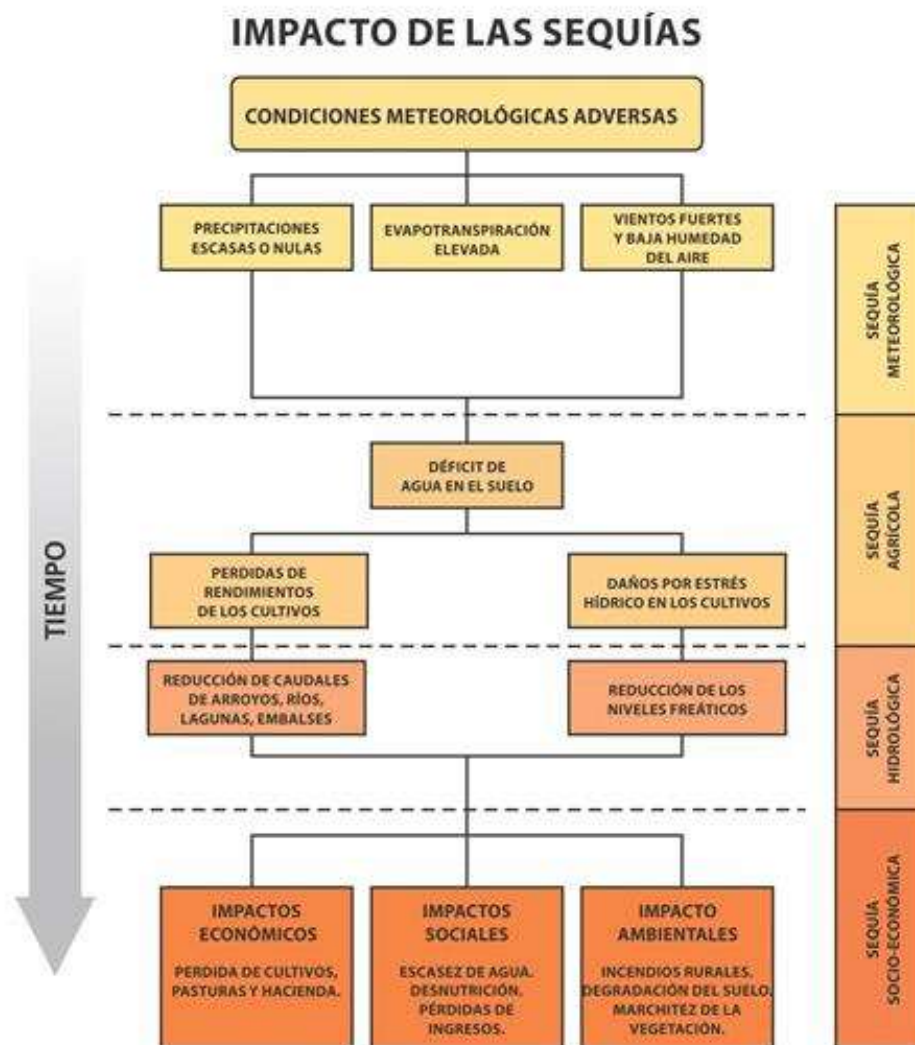 IMPACTO DE LAS SEQUÍAS
CONDICIONES METEOROLÓGICAS ADVERSAS
PRECIPITACIONES
ESCASAS O NULAS
EVAPOTRANSPIRACIÓN
ELEVADA
VIENTOS FUERTES
Y BAJA HUMEDAD
DEL AIRE
SEQUÍA
METEOROLÓGICA
TIEMPO
DÉFICIT DE
AGUA EN EL SUELO
PERDIDAS DE
RENDIMIENTOS
DE LOS CULTIVOS
DAÑOS POR ESTRÉS
HÍDRICO EN LOS CULTIVOS
SEQUÍA
AGRÍCOLA
REDUCCIÓN DE CAUDALES
DE ARROYOS, RÍOS,
LAGUNAS, EMBALSES
REDUCCIÓN DE LOS
NIVELES FREÁTICOS
SEQUÍA
HIDROLÓGICA
IMPACTOS
ECONÓMICOS
PERDIDA DE CULTIVOS,
PASTURAS Y HACIENDA.
IMPACTOS
SOCIALES
ESCASEZ DE AGUA.
DESNUTRICIÓN.
PÉRDIDAS DE
INGRESOS.
IMPACTO
AMBIENTALES
INCENDIOS RURALES.
DEGRADACIÓN DEL SUELO.
MARCHITEZ DE LA
VEGETACIÓN.
SEQUÍA
SOCIO-ECONÓMICA